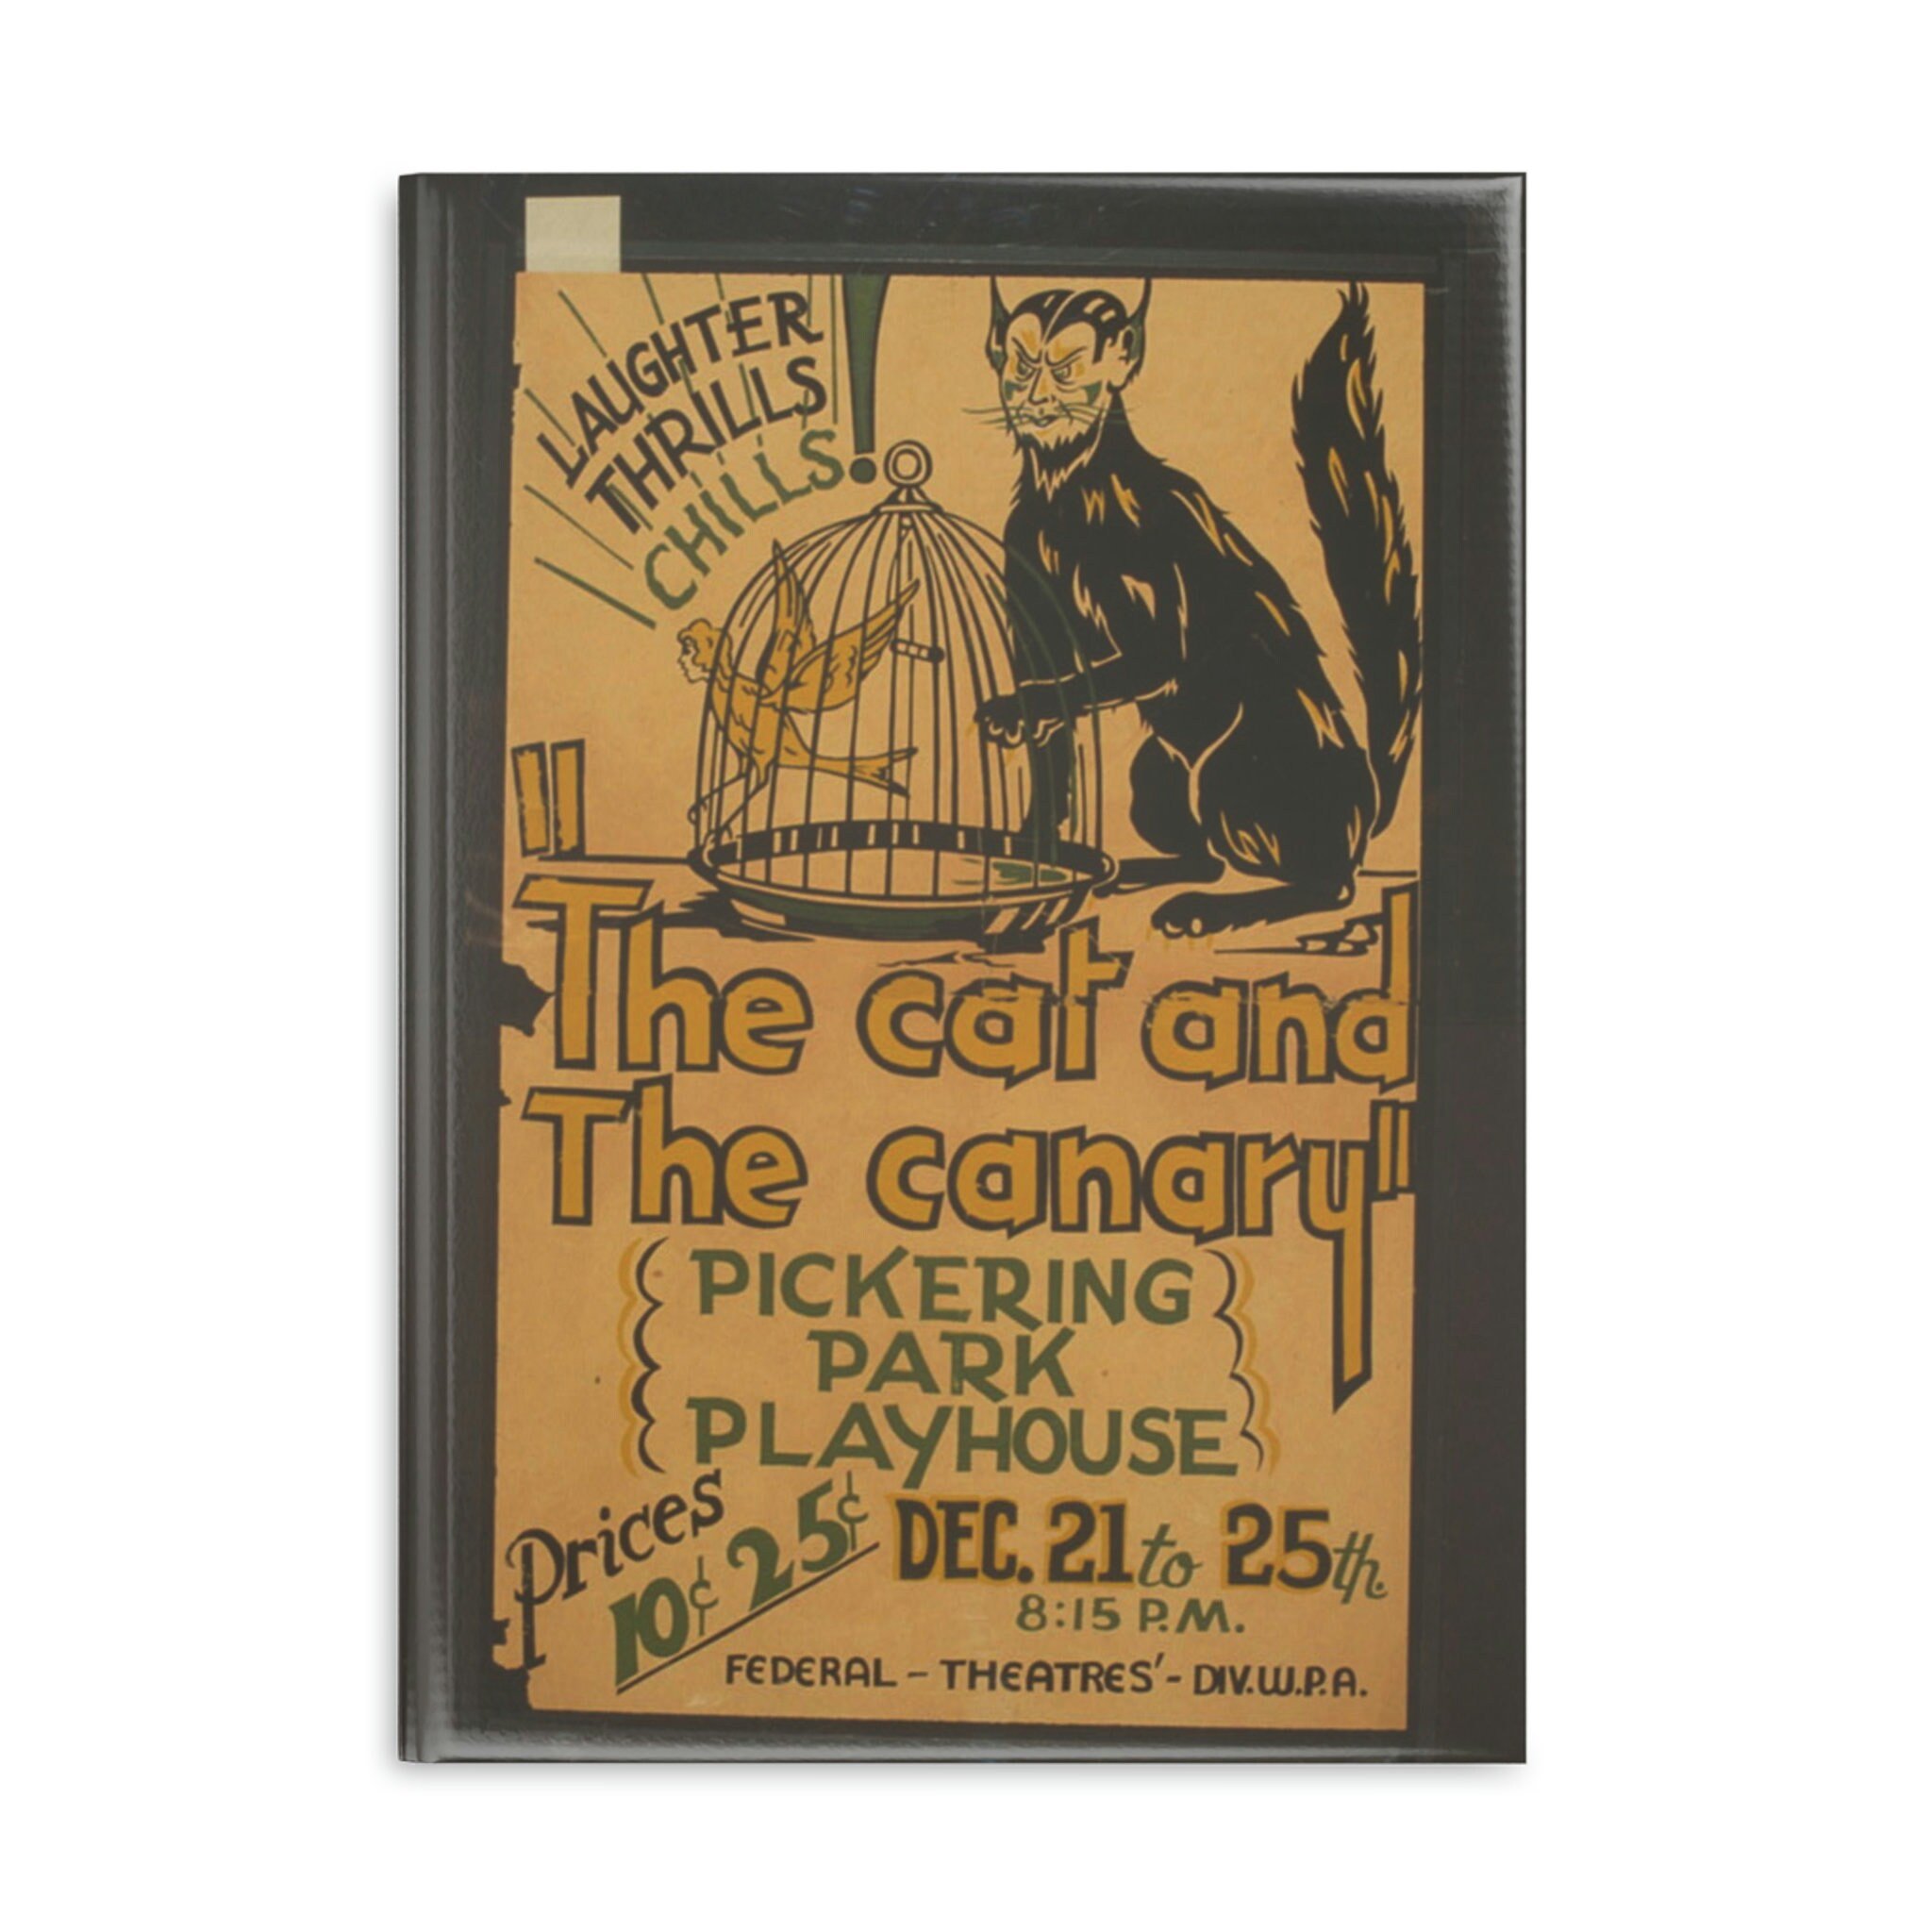 LAUGHTER
THRILLS
CHILLS!
"The cat and
The canary"
PICKERING
PARK
PLAYHOUSE
Prices
10¢ 25¢
DEC. 21 to 25th.
8:15 P.M.
FEDERAL - THEATRES' - DIV. W.P.A.